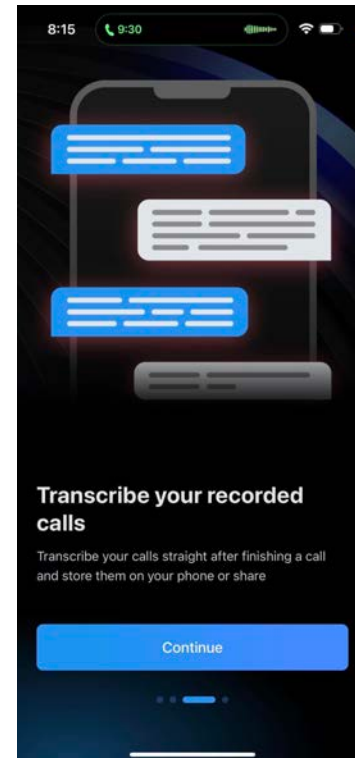 8:15 9:30
Transcribe your recorded
calls
Transcribe your calls straight after finishing a call
and store them on your phone or share
Continue